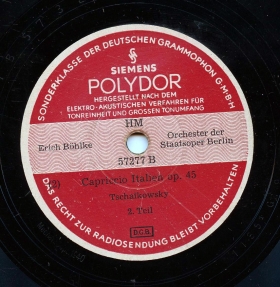 SONDERKLASSE DER DEUTSCHEN GRAMMOPHON G·M·B·H
SIEMENS
POLYDOR
HERGESTELLT NACH DEM
ELEKTRO-AKUSTISCHEN VERFAHREN FÜR
TONREINHEIT UND GROSSEN TONUMFANG
HM
Erich Böhlke
Orchester der
Staatsoper Berlin
57277 B
Capriccio Italien op. 45
Tschaikowsky
2. Teil
DAS RECHT ZUR RADIOSENDUNG BLEIBT VORBEHALTEN